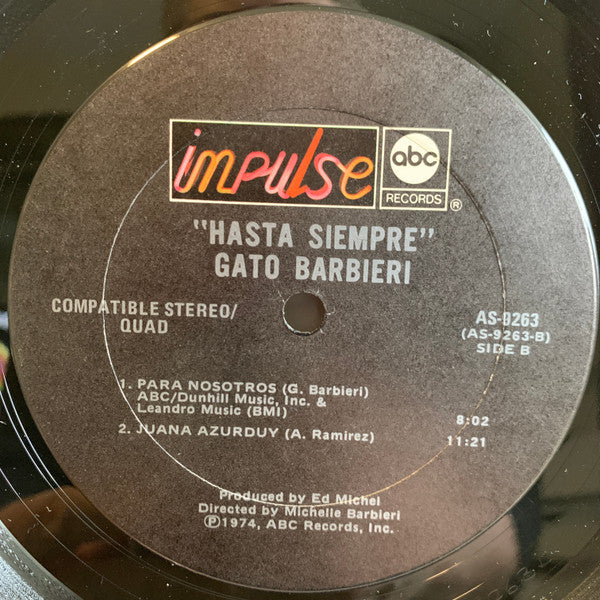 impulse
abc
RECORDS ®
"HASTA SIEMPRE"
GATO BARBIERI
COMPATIBLE STEREO/
QUAD
AS-9263
(AS-9263-B)
SIDE B
1. PARA NOSOTROS (G. Barbieri)
ABC/Dunhill Music, Inc. &
Leandro Music (BMI) 8:02
2. JUANA AZURDUY (A. Ramirez) 11:21
Produced by Ed Michel
Directed by Michelle Barbieri
Ⓟ1974, ABC Records, Inc.